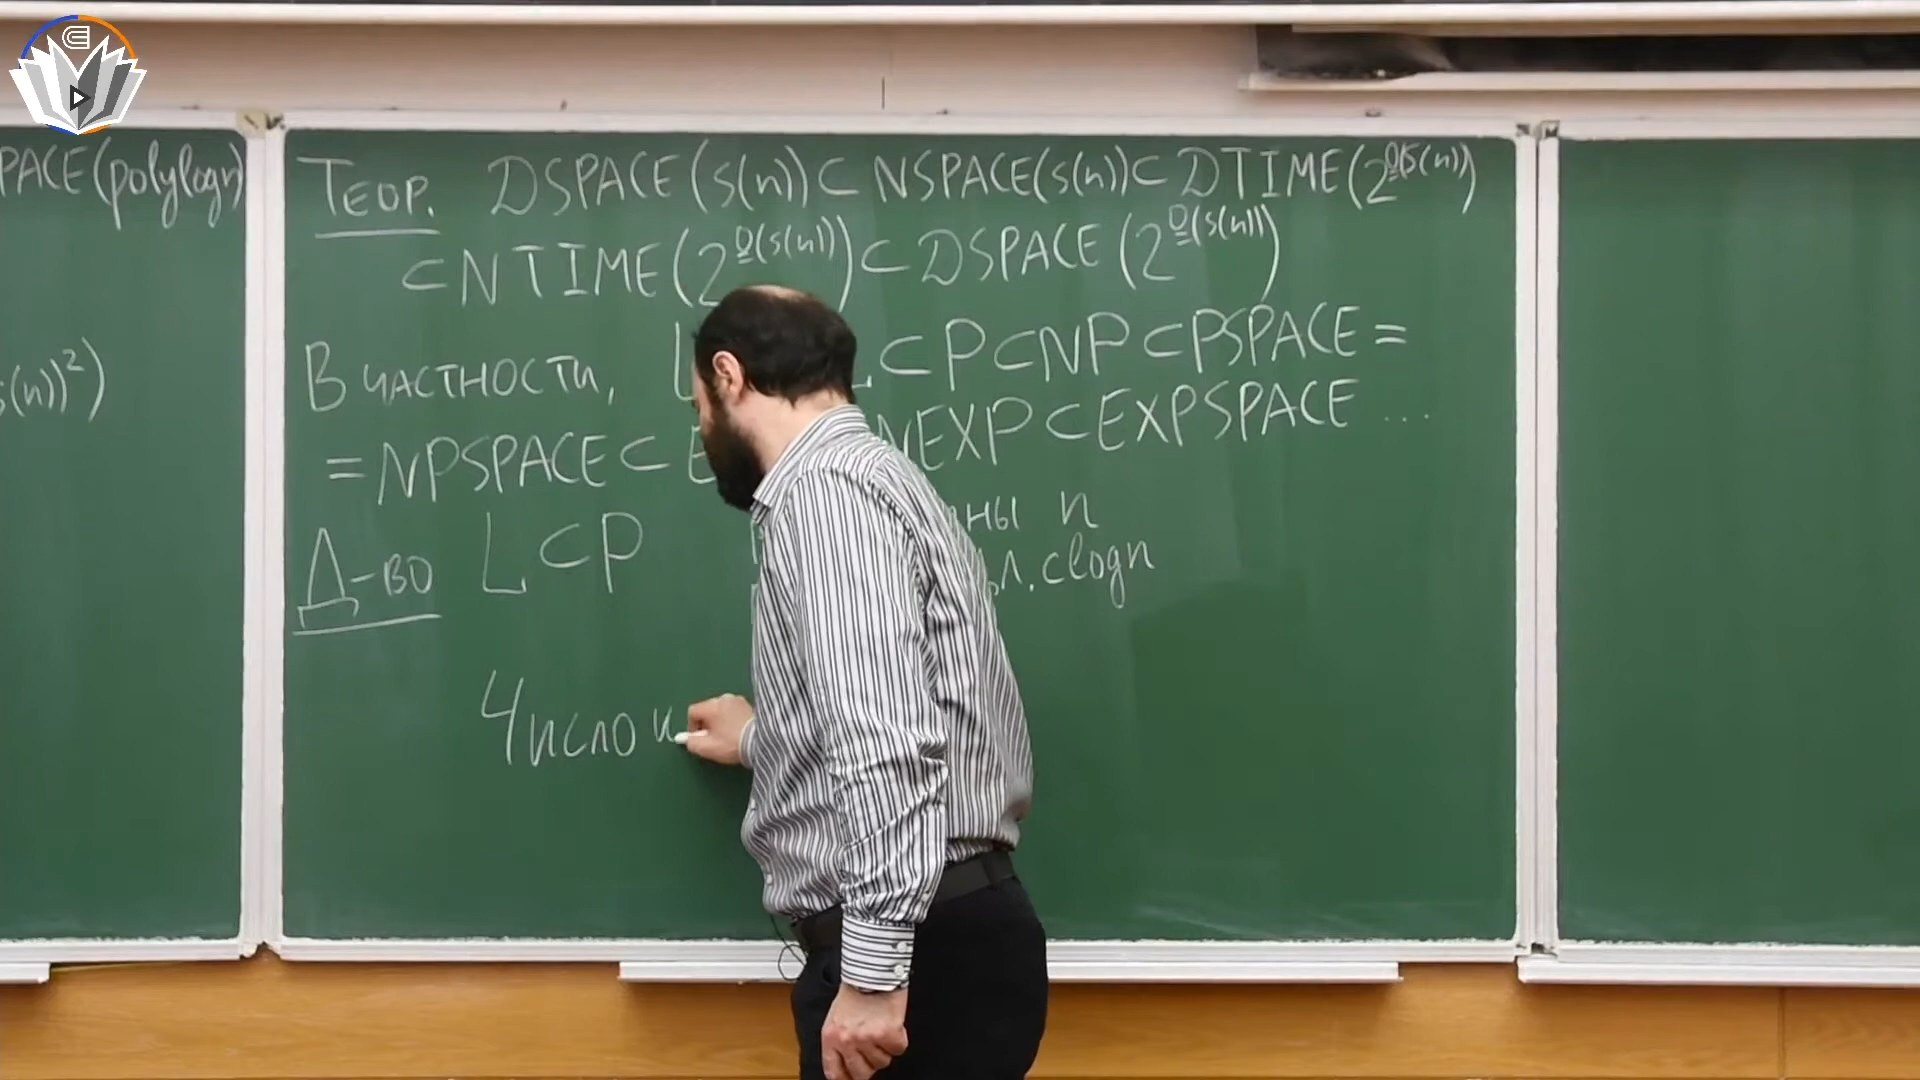 PACE(polylogn)
s(n))²)
Теор. DSPACE(s(n)) ⊂ NSPACE(s(n)) ⊂ DTIME(2^O(s(n)))
⊂ NTIME(2^O(s(n))) ⊂ DSPACE(2^O(s(n)))
В частности, L ⊂ P ⊂ NP ⊂ PSPACE =
= NPSPACE ⊂ E NEXP ⊂ EXPSPACE ...
Д-во L ⊂ P ны n
л. clogn
Число к